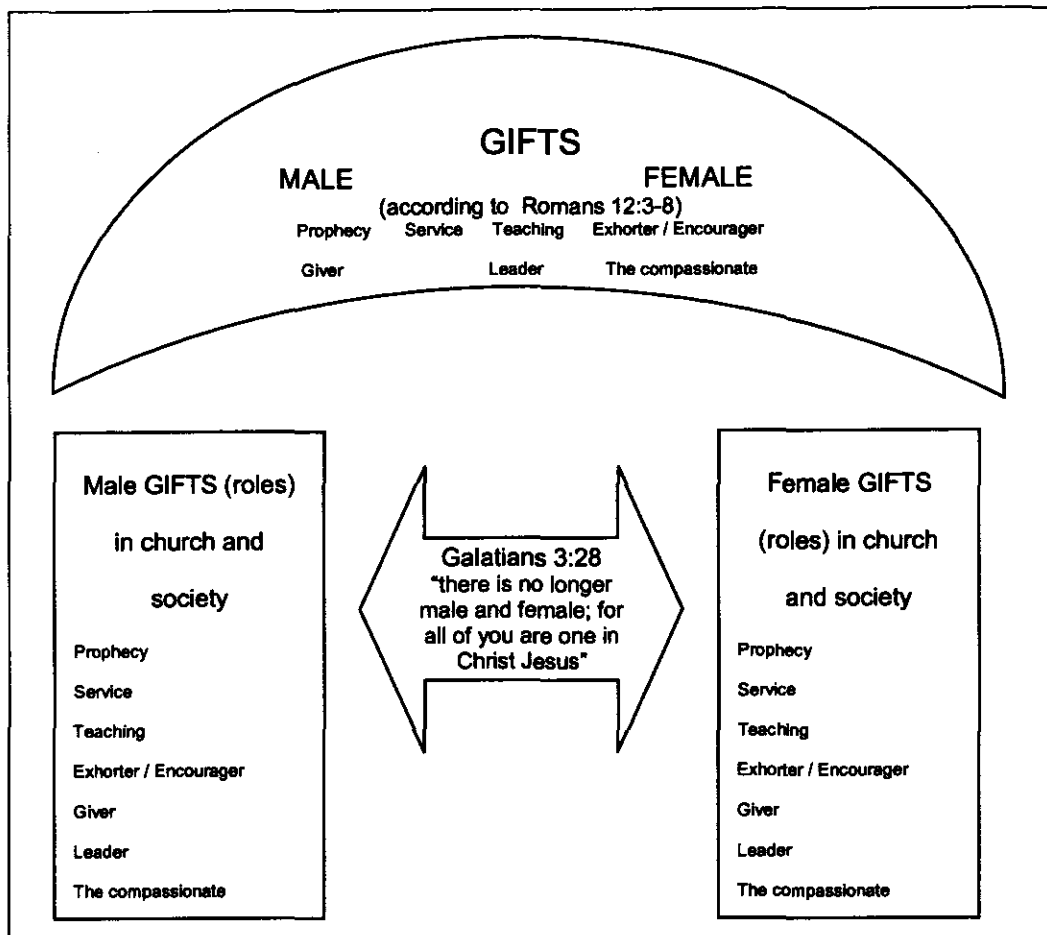 GIFTS
MALE FEMALE
(according to Romans 12:3-8)
Prophecy Service Teaching Exhorter / Encourager
Giver Leader The compassionate
Male GIFTS (roles)
in church and
society
Prophecy
Service
Teaching
Exhorter / Encourager
Giver
Leader
The compassionate
Galatians 3:28
"there is no longer
male and female; for
all of you are one in
Christ Jesus"
Female GIFTS
(roles) in church
and society
Prophecy
Service
Teaching
Exhorter / Encourager
Giver
Leader
The compassionate